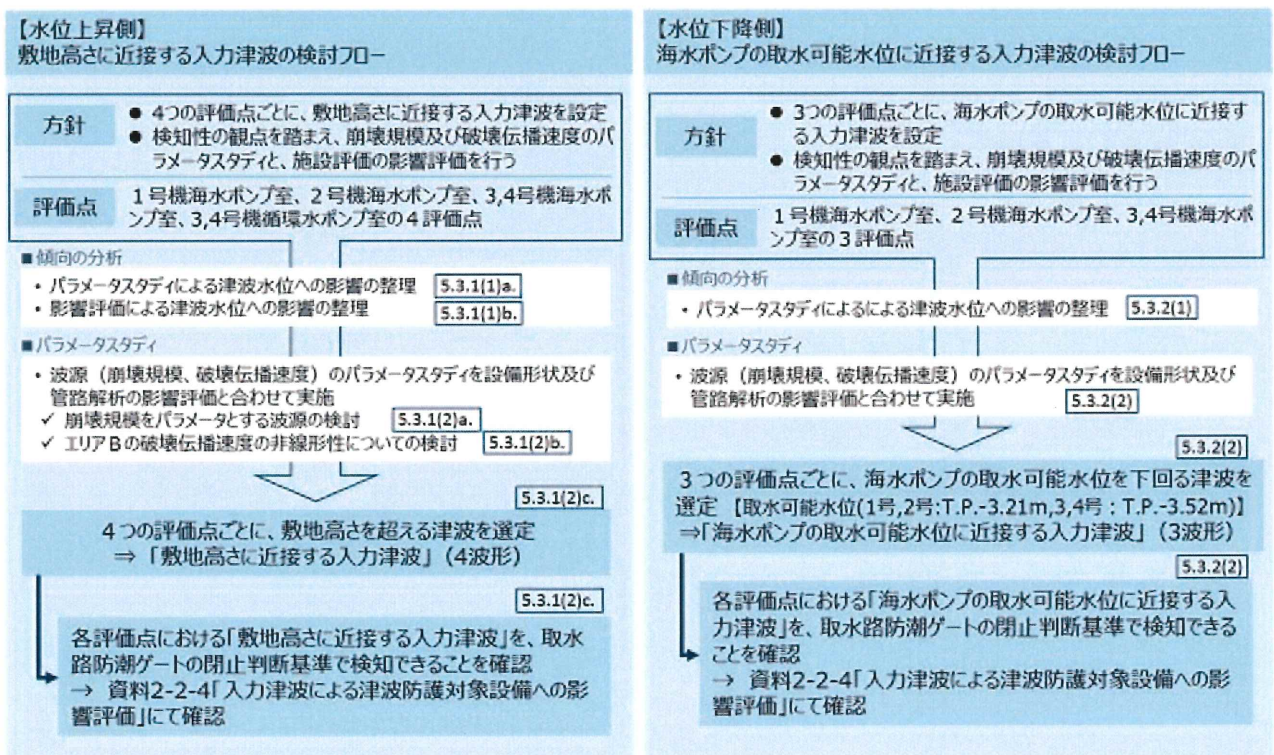 【水位上昇側】
敷地高さに近接する入力津波の検討フロー
方針
● 4つの評価点ごとに、敷地高さに近接する入力津波を設定
● 検知性の観点を踏まえ、崩壊規模及び破壊伝播速度のパ
ラメータスタディと、施設評価の影響評価を行う
評価点
1号機海水ポンプ室、2号機海水ポンプ室、3,4号機海水ポ
ンプ室、3,4号機循環水ポンプ室の4評価点
■傾向の分析
・パラメータスタディによる津波水位への影響の整理 5.3.1(1)a.
・影響評価による津波水位への影響の整理 5.3.1(1)b.
■パラメータスタディ
・波源（崩壊規模、破壊伝播速度）のパラメータスタディを設備形状及び
管路解析の影響評価と合わせて実施
✓ 崩壊規模をパラメータとする波源の検討 5.3.1(2)a.
✓ エリアBの破壊伝播速度の非線形性についての検討 5.3.1(2)b.
5.3.1(2)c.
4つの評価点ごとに、敷地高さを超える津波を選定
⇒ 「敷地高さに近接する入力津波」（4波形）
5.3.1(2)c.
各評価点における「敷地高さに近接する入力津波」を、取水
路防潮ゲートの閉止判断基準で検知できることを確認
→ 資料2-2-4「入力津波による津波防護対象設備への影
響評価」にて確認
【水位下降側】
海水ポンプの取水可能水位に近接する入力津波の検討フロー
方針
● 3つの評価点ごとに、海水ポンプの取水可能水位に近接す
る入力津波を設定
● 検知性の観点を踏まえ、崩壊規模及び破壊伝播速度のパ
ラメータスタディと、施設評価の影響評価を行う
評価点
1号機海水ポンプ室、2号機海水ポンプ室、3,4号機海水ポ
ンプ室の3評価点
■傾向の分析
・パラメータスタディによるによる津波水位への影響の整理 5.3.2(1)
■パラメータスタディ
・波源（崩壊規模、破壊伝播速度）のパラメータスタディを設備形状及び
管路解析の影響評価と合わせて実施 5.3.2(2)
5.3.2(2)
3つの評価点ごとに、海水ポンプの取水可能水位を下回る津波を
選定 【取水可能水位(1号,2号:T.P.-3.21m,3,4号：T.P.-3.52m)】
⇒「海水ポンプの取水可能水位に近接する入力津波」（3波形）
5.3.2(2)
各評価点における「海水ポンプの取水可能水位に近接する入
力津波」を、取水路防潮ゲートの閉止判断基準で検知できる
ことを確認
→ 資料2-2-4「入力津波による津波防護対象設備への影
響評価」にて確認